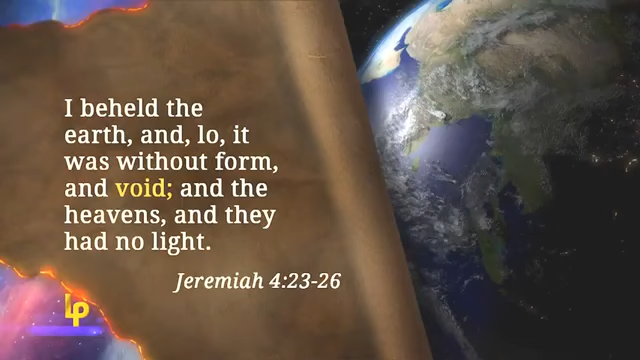 I beheld the
earth, and, lo, it
was without form,
and void; and the
heavens, and they
had no light.
Jeremiah 4:23-26
LP